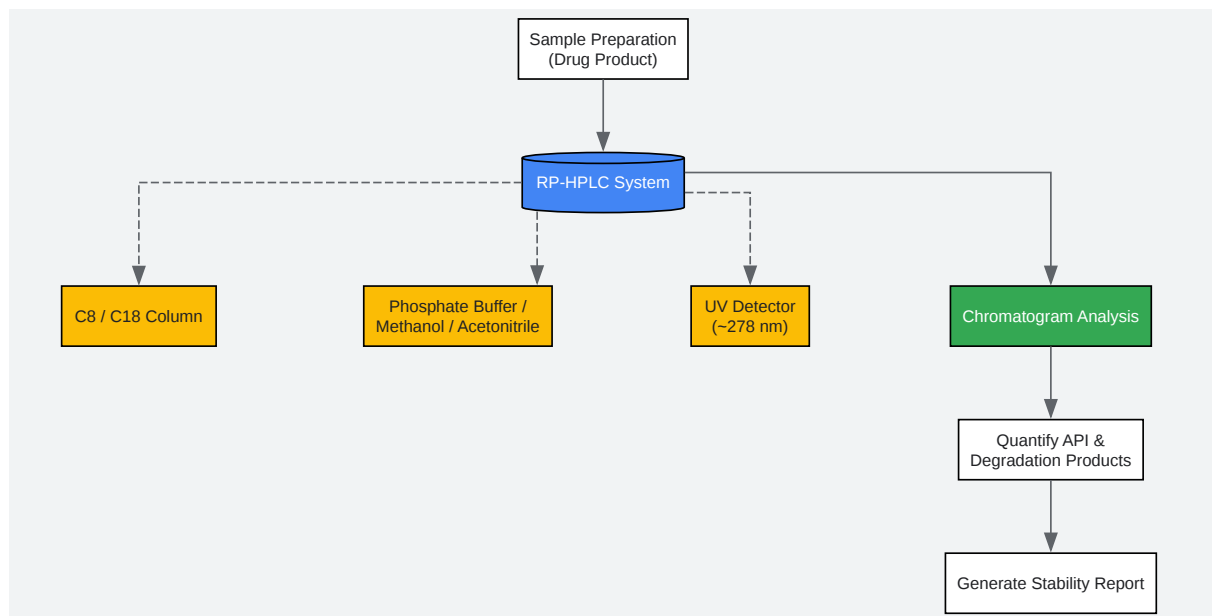 Sample Preparation
(Drug Product)
RP-HPLC System
C8 / C18 Column
Phosphate Buffer /
Methanol / Acetonitrile
UV Detector
(~278 nm)
Chromatogram Analysis
Quantify API &
Degradation Products
Generate Stability Report